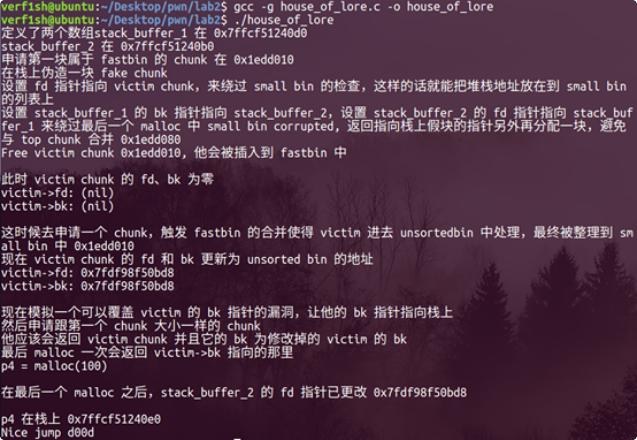 verf1sh@ubuntu:~/Desktop/pwn/lab2$ gcc -g house_of_lore.c -o house_of_lore
verf1sh@ubuntu:~/Desktop/pwn/lab2$ ./house_of_lore
定义了两个数组stack_buffer_1 在 0x7ffcf51240d0
stack_buffer_2 在 0x7ffcf51240b0
申请第一块属于 fastbin 的 chunk 在 0x1edd010
在栈上伪造一块 fake chunk
设置 fd 指针指向 victim chunk，来绕过 small bin 的检查，这样的话就能把堆栈地址放在到 small bin
的列表上
设置 stack_buffer_1 的 bk 指针指向 stack_buffer_2，设置 stack_buffer_2 的 fd 指针指向 stack_buf
fer_1 来绕过最后一个 malloc 中 small bin corrupted, 返回指向栈上假块的指针另外再分配一块，避免
与 top chunk 合并 0x1edd080
Free victim chunk 0x1edd010, 他会被插入到 fastbin 中
此时 victim chunk 的 fd、bk 为零
victim->fd: (nil)
victim->bk: (nil)
这时候去申请一个 chunk，触发 fastbin 的合并使得 victim 进去 unsortedbin 中处理，最终被整理到 sm
all bin 中 0x1edd010
现在 victim chunk 的 fd 和 bk 更新为 unsorted bin 的地址
victim->fd: 0x7fdf98f50bd8
victim->bk: 0x7fdf98f50bd8
现在模拟一个可以覆盖 victim 的 bk 指针的漏洞，让他的 bk 指针指向栈上
然后申请跟第一个 chunk 大小一样的 chunk
他应该会返回 victim chunk 并且它的 bk 为修改掉的 victim 的 bk
最后 malloc 一次会返回 victim->bk 指向的那里
p4 = malloc(100)
在最后一个 malloc 之后，stack_buffer_2 的 fd 指针已更改 0x7fdf98f50bd8
p4 在栈上 0x7ffcf51240e0
Nice jump d00d